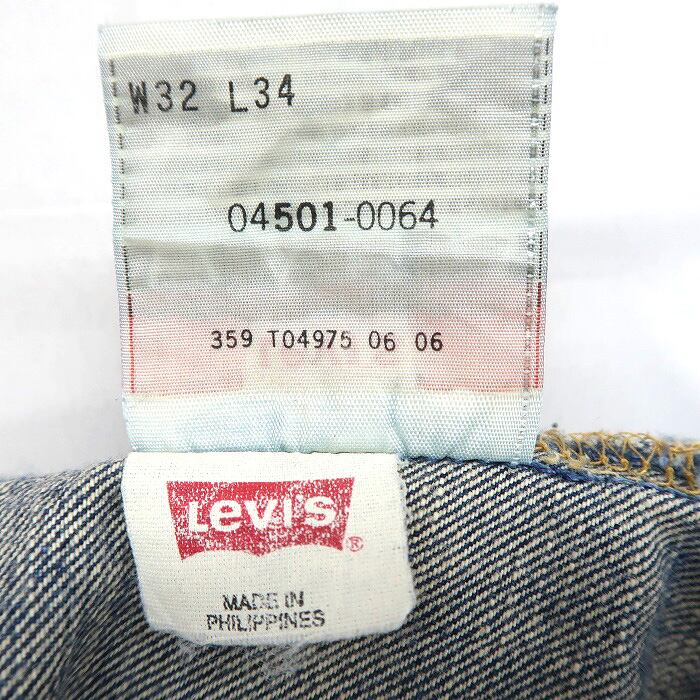 W32 L34
04501-0064
359 T04975 06 06
Levi's ®
MADE IN
PHILIPPINES